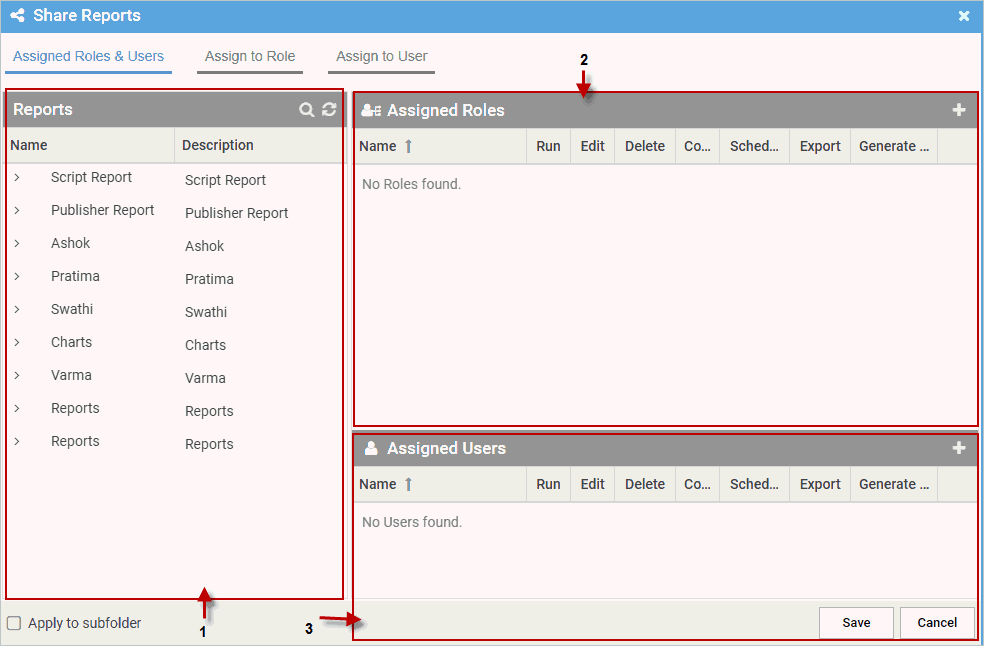 Share Reports
Assigned Roles & Users Assign to Role Assign to User
2
Reports
Name Description
Script Report Script Report
Publisher Report Publisher Report
Ashok Ashok
Pratima Pratima
Swathi Swathi
Charts Charts
Varma Varma
Reports Reports
Reports Reports
Assigned Roles
Name Run Edit Delete Co... Sched... Export Generate ...
No Roles found.
Assigned Users
Name Run Edit Delete Co... Sched... Export Generate ...
No Users found.
Apply to subfolder
1
3
Save Cancel